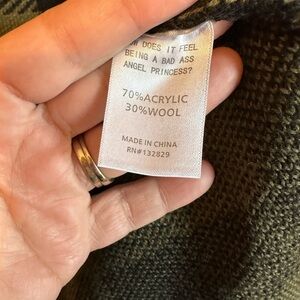 DOES IT FEEL
BEING A BAD ASS
ANGEL PRINCESS?
70%ACRYLIC
30%WOOL
MADE IN CHINA
RN#132829